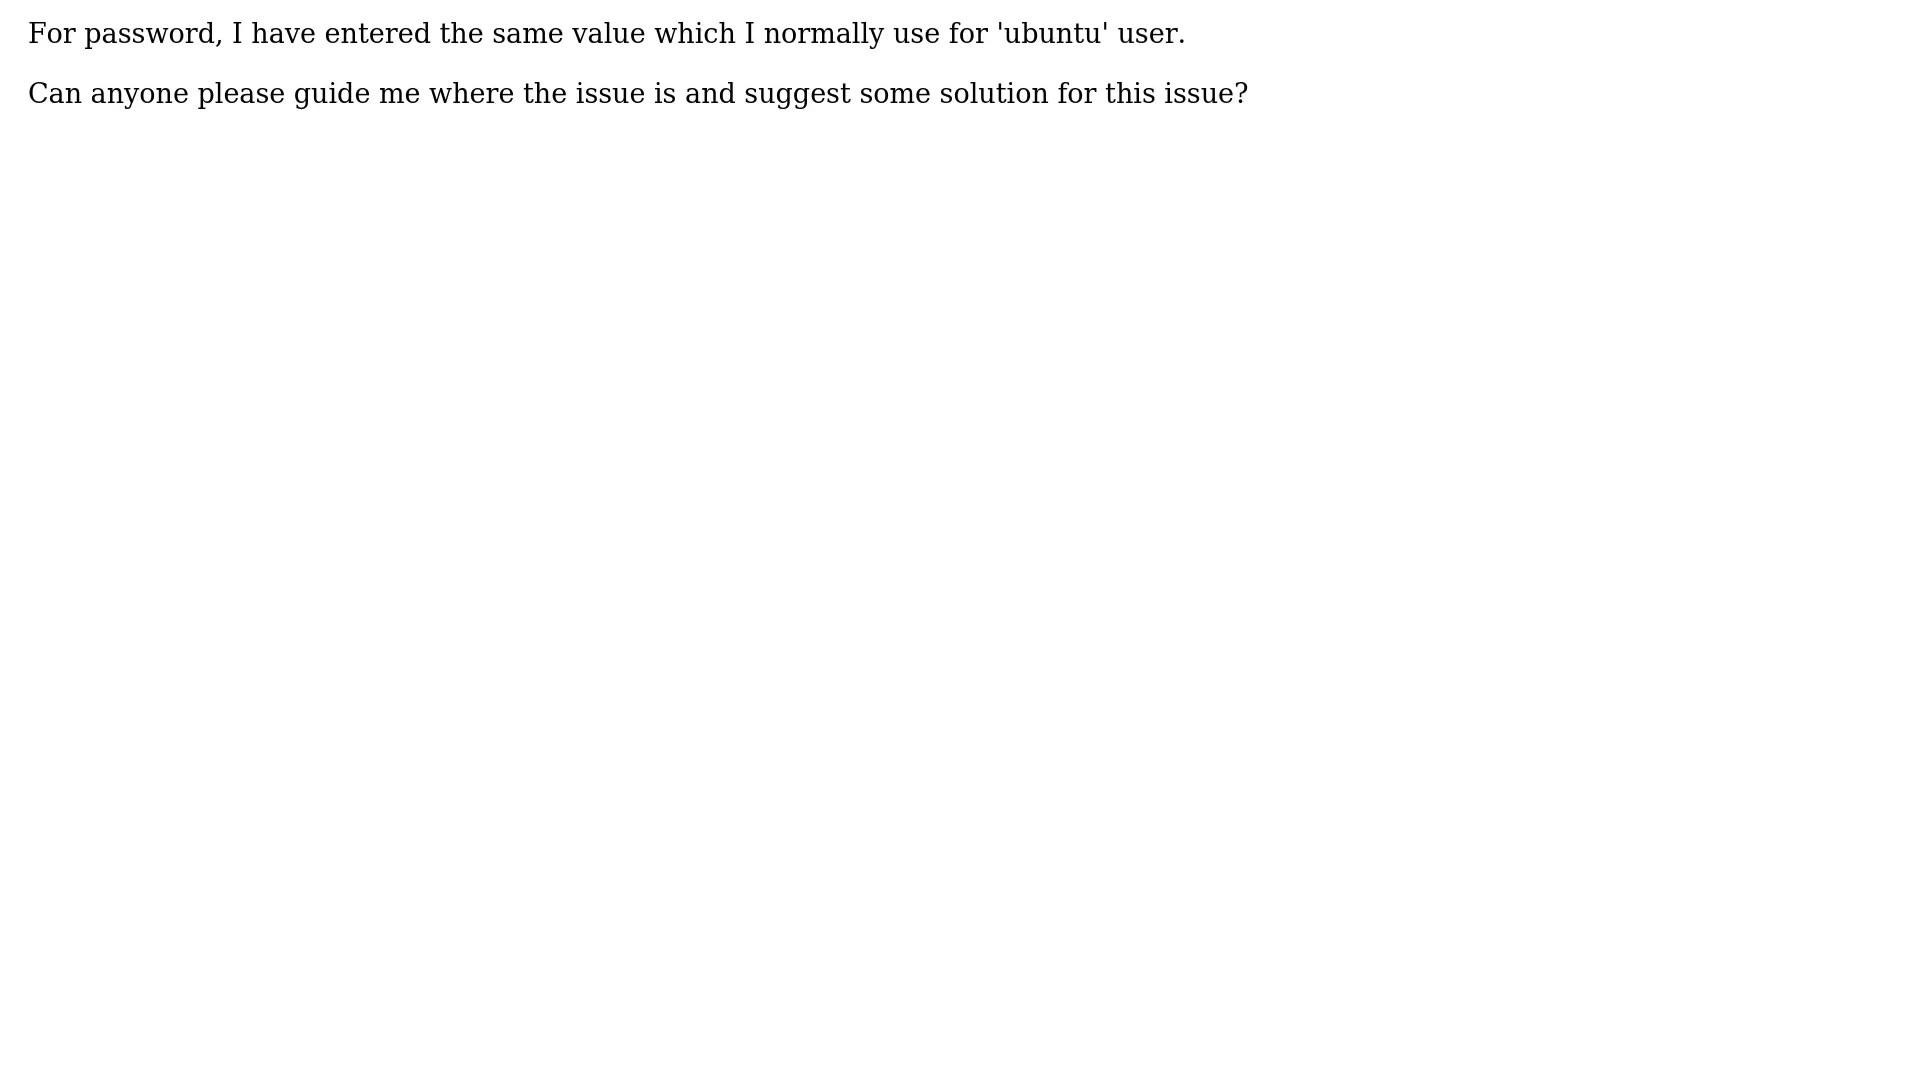 For password, I have entered the same value which I normally use for 'ubuntu' user.
Can anyone please guide me where the issue is and suggest some solution for this issue?